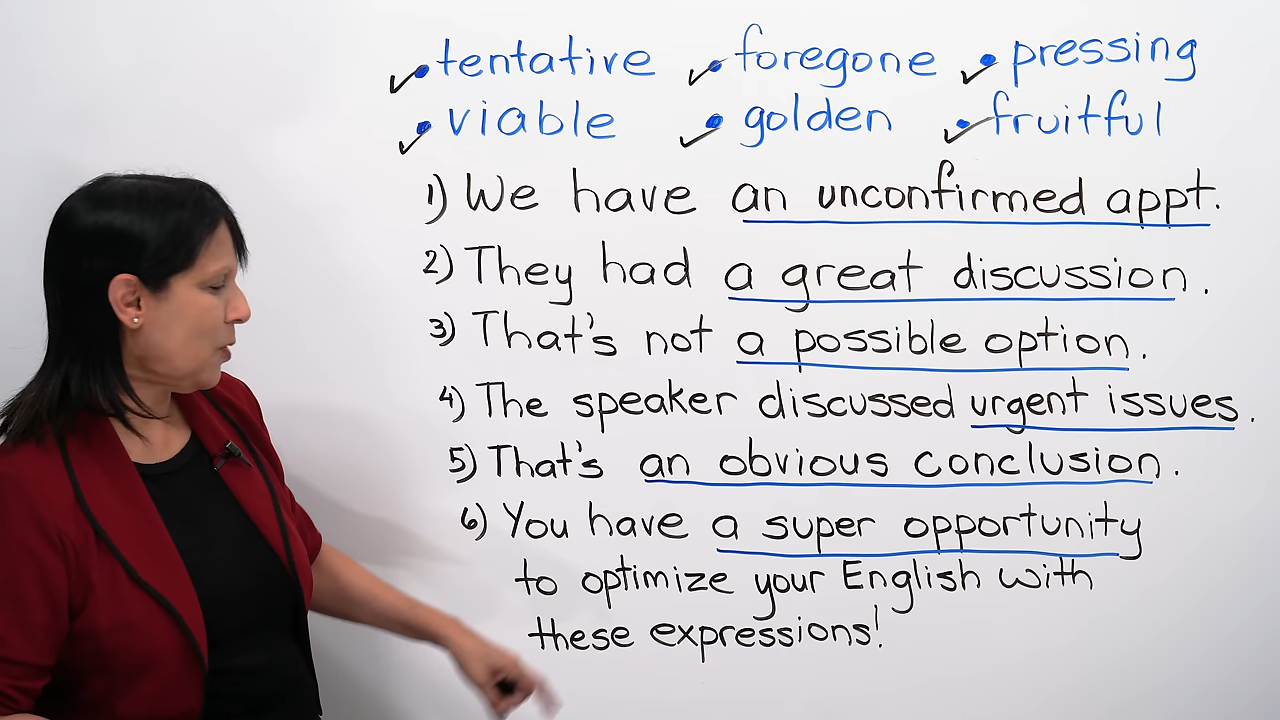 tentative foregone pressing
viable golden fruitful
1) We have an unconfirmed appt.
2) They had a great discussion.
3) That's not a possible option.
4) The speaker discussed urgent issues.
5) That's an obvious conclusion.
6) You have a super opportunity
to optimize your English with
these expressions!